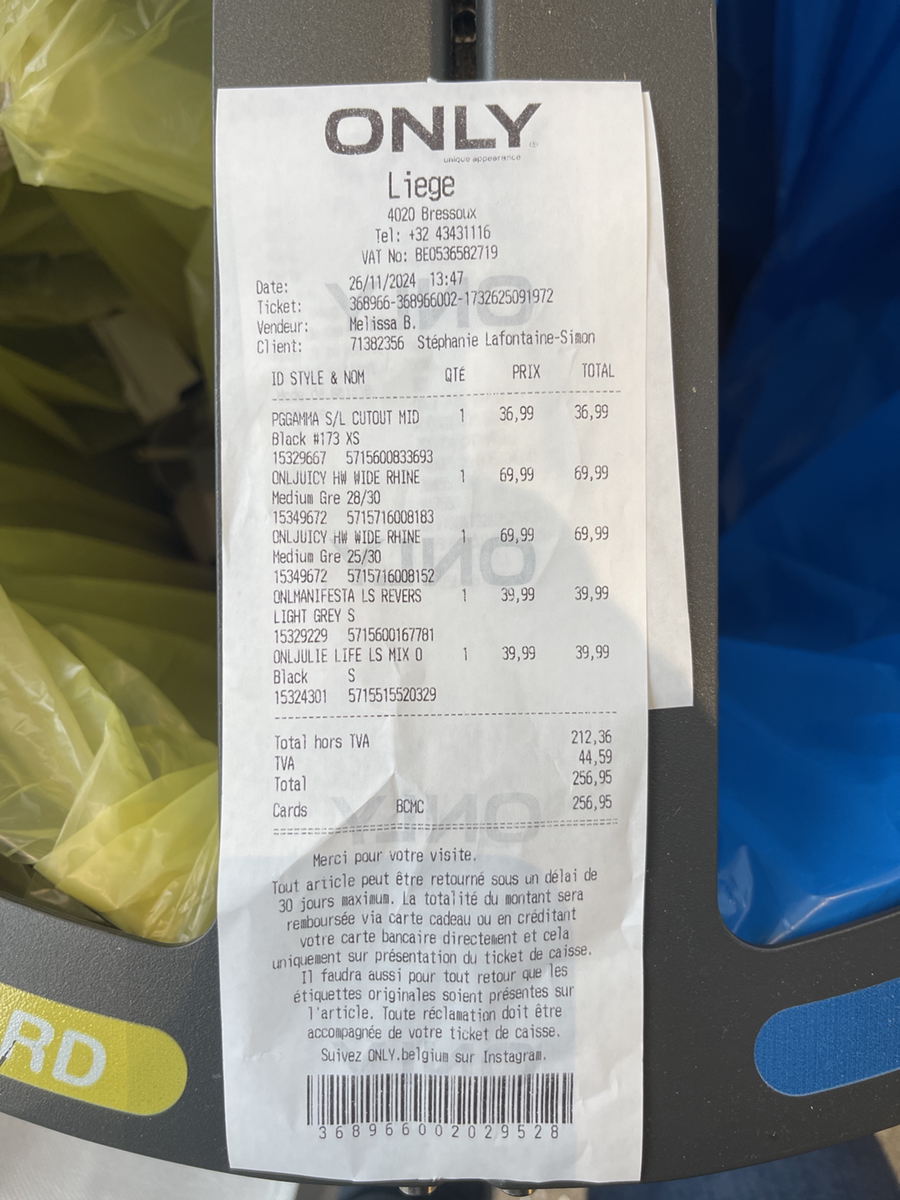 ONLY
unique appearance
Liege
4020 Bressoux
Tel: +32 43431116
VAT No: BE0536582719
Date: 26/11/2024 13:47
Ticket: 368966-368966002-1732625091972
Vendeur: Melissa B.
Client: 71382356 Stéphanie Lafontaine-Simon
ID STYLE & NOM QTÉ PRIX TOTAL
PGGAMMA S/L CUTOUT MID 1 36,99 36,99
Black #173 XS
15329667 5715600833693
ONLJUICY HW WIDE RHINE 1 69,99 69,99
Medium Gre 28/30
15349672 5715716008183
ONLJUICY HW WIDE RHINE 1 69,99 69,99
Medium Gre 25/30
15349672 5715716008152
ONLMANIFESTA LS REVERS 1 39,99 39,99
LIGHT GREY S
15329229 5715600167781
ONLJULIE LIFE LS MIX O 1 39,99 39,99
Black S
15324301 5715515520329
Total hors TVA 212,36
TVA 44,59
Total 256,95
Cards BCMC 256,95
Merci pour votre visite.
Tout article peut être retourné sous un délai de
30 jours maximum. La totalité du montant sera
remboursée via carte cadeau ou en créditant
votre carte bancaire directement et cela
uniquement sur présentation du ticket de caisse.
Il faudra aussi pour tout retour que les
étiquettes originales soient présentes sur
l'article. Toute réclamation doit être
accompagnée de votre ticket de caisse.
Suivez ONLY.belgium sur Instagram.
368966002029528
RD